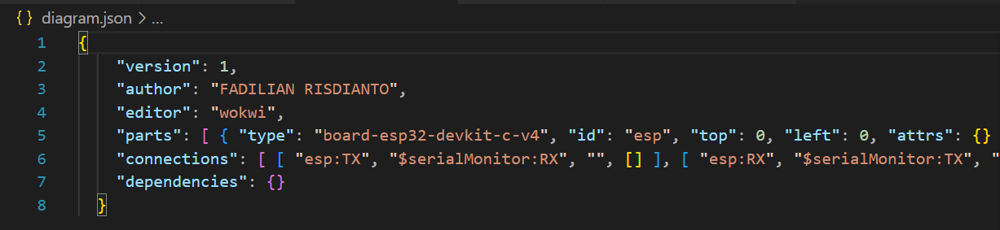 {} diagram.json > ...
1 {
2 "version": 1,
3 "author": "FADILIAN RISDIANTO",
4 "editor": "wokwi",
5 "parts": [ { "type": "board-esp32-devkit-c-v4", "id": "esp", "top": 0, "left": 0, "attrs": {}
6 "connections": [ [ "esp:TX", "$serialMonitor:RX", "", [] ], [ "esp:RX", "$serialMonitor:TX", "
7 "dependencies": {}
8 }